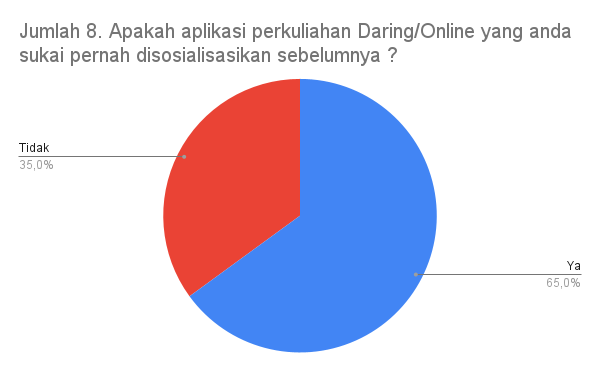 Jumlah 8. Apakah aplikasi perkuliahan Daring/Online yang anda
sukai pernah disosialisasikan sebelumnya ?
Tidak
35,0%
Ya
65,0%